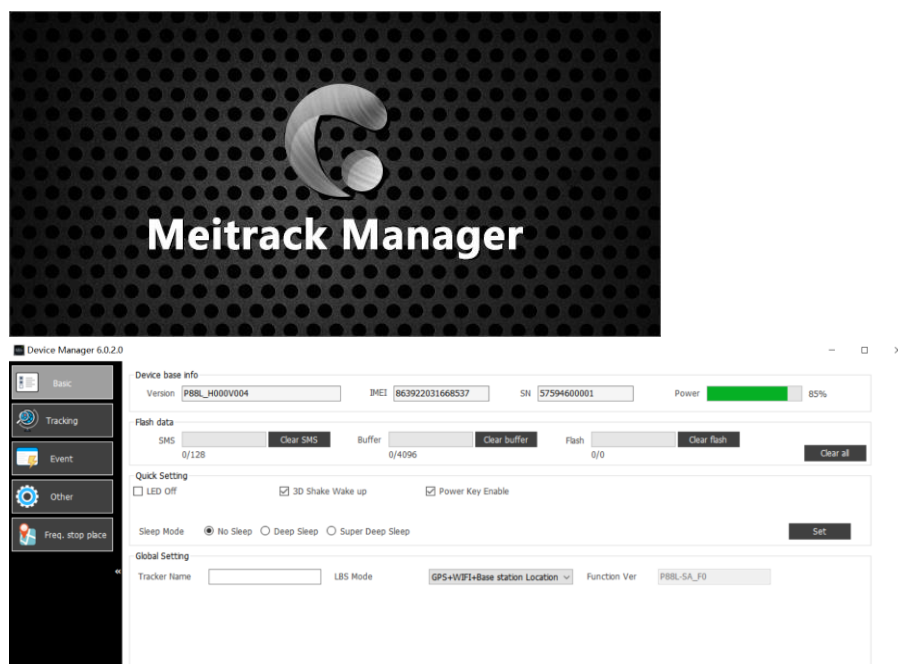 Meitrack Manager
Device Manager 6.0.2.0
Basic
Tracking
Event
Other
Freq. stop place
«
Device base info
Version P88L_H000V004 IMEI 863922031668537 SN 57594600001 Power 85%
Flash data
SMS Clear SMS Buffer Clear buffer Flash Clear flash
0/128 0/4096 0/0 Clear all
Quick Setting
LED Off 3D Shake Wake up Power Key Enable
Sleep Mode No Sleep Deep Sleep Super Deep Sleep Set
Global Setting
Tracker Name LBS Mode GPS+WIFI+Base station Location Function Ver P88L-SA_F0